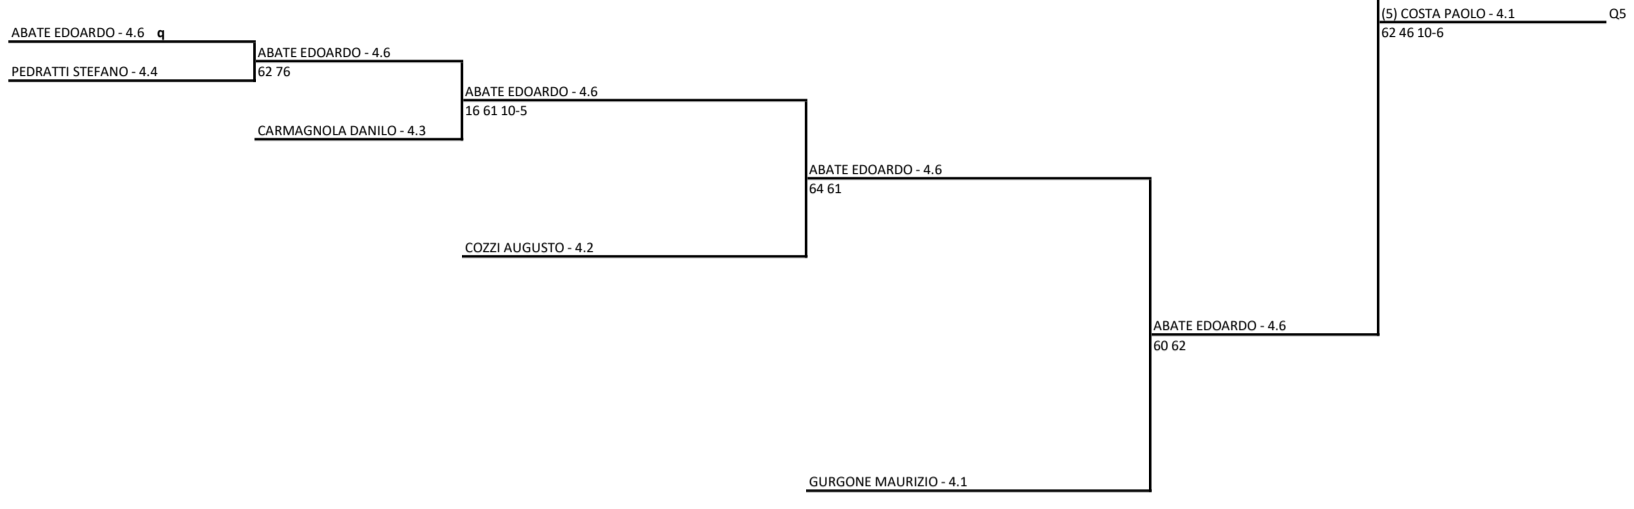 (5) COSTA PAOLO - 4.1 Q5
62 46 10-6
ABATE EDOARDO - 4.6 q
ABATE EDOARDO - 4.6
PEDRATTI STEFANO - 4.4
62 76
ABATE EDOARDO - 4.6
16 61 10-5
CARMAGNOLA DANILO - 4.3
ABATE EDOARDO - 4.6
64 61
COZZI AUGUSTO - 4.2
ABATE EDOARDO - 4.6
60 62
GURGONE MAURIZIO - 4.1